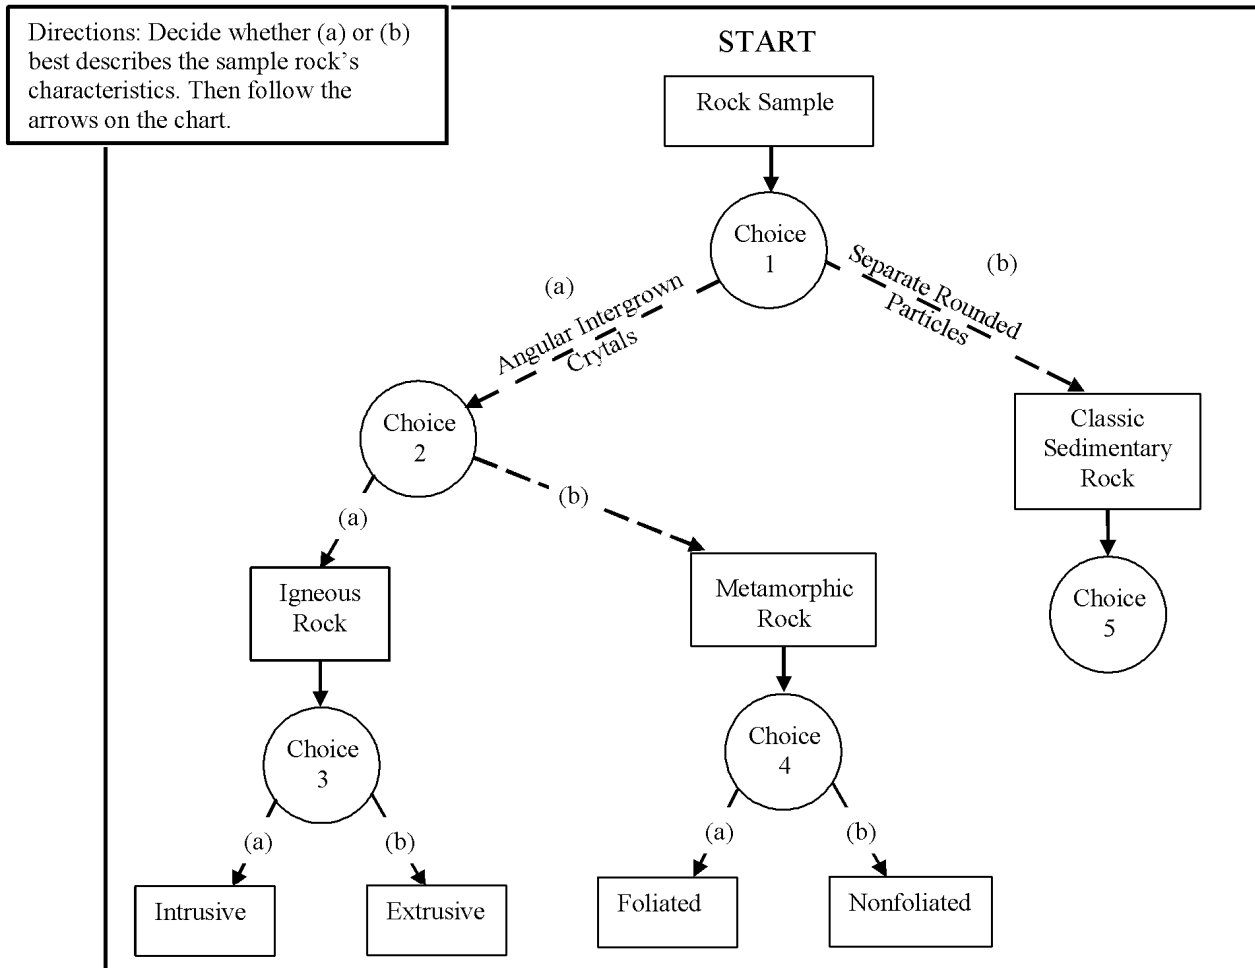 Directions: Decide whether (a) or (b)
best describes the sample rock's
characteristics. Then follow the
arrows on the chart.
START
Rock Sample
Choice
1
(a)
Angular Intergrown
Crytals
(b)
Separate Rounded
Particles
Choice
2
Classic
Sedimentary
Rock
(a)
(b)
Igneous
Rock
Metamorphic
Rock
Choice
5
Choice
3
Choice
4
(a)
(b)
(a)
(b)
Intrusive
Extrusive
Foliated
Nonfoliated